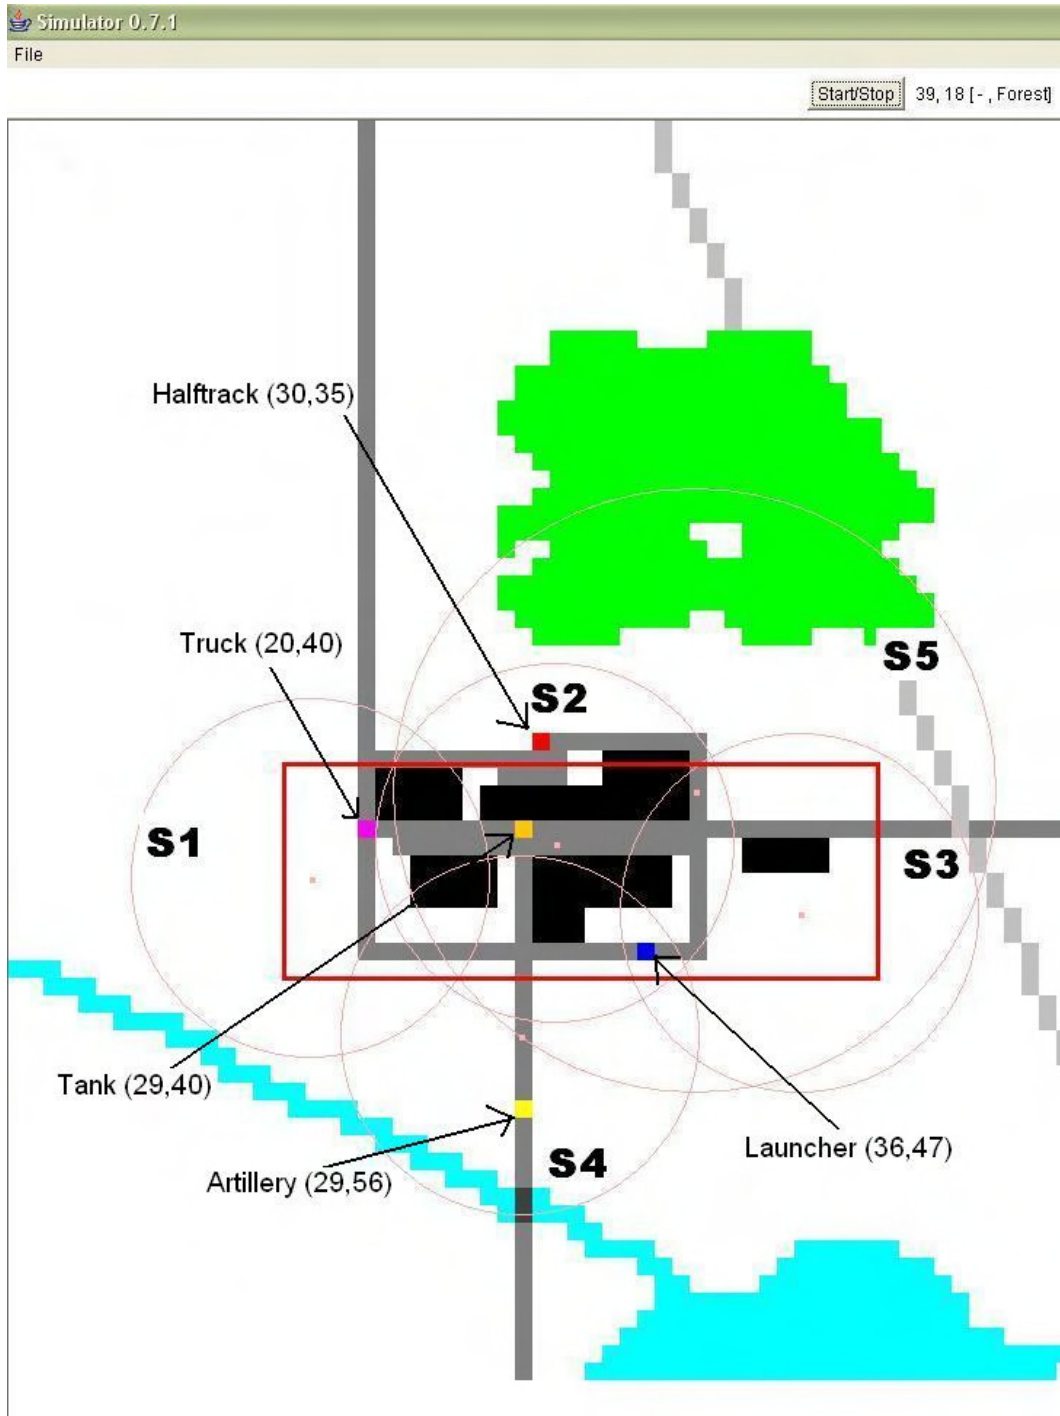 Simulator 0.7.1
File
Start/Stop 39, 18 [ - , Forest]
Halftrack (30,35)
Truck (20,40)
S5
S2
S1
S3
Tank (29,40)
Launcher (36,47)
S4
Artillery (29,56)